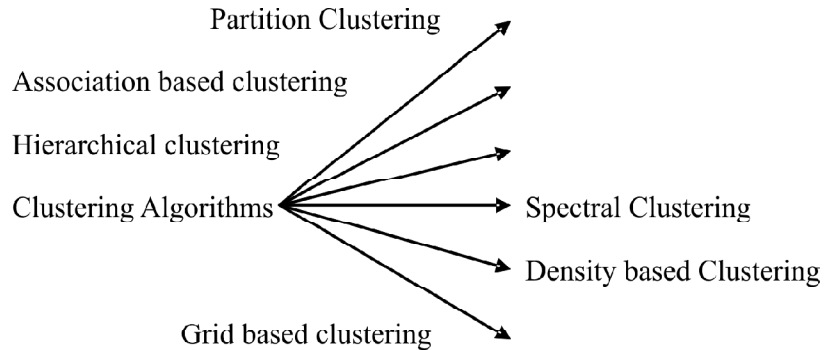 Partition Clustering
Association based clustering
Hierarchical clustering
Clustering Algorithms
Spectral Clustering
Density based Clustering
Grid based clustering